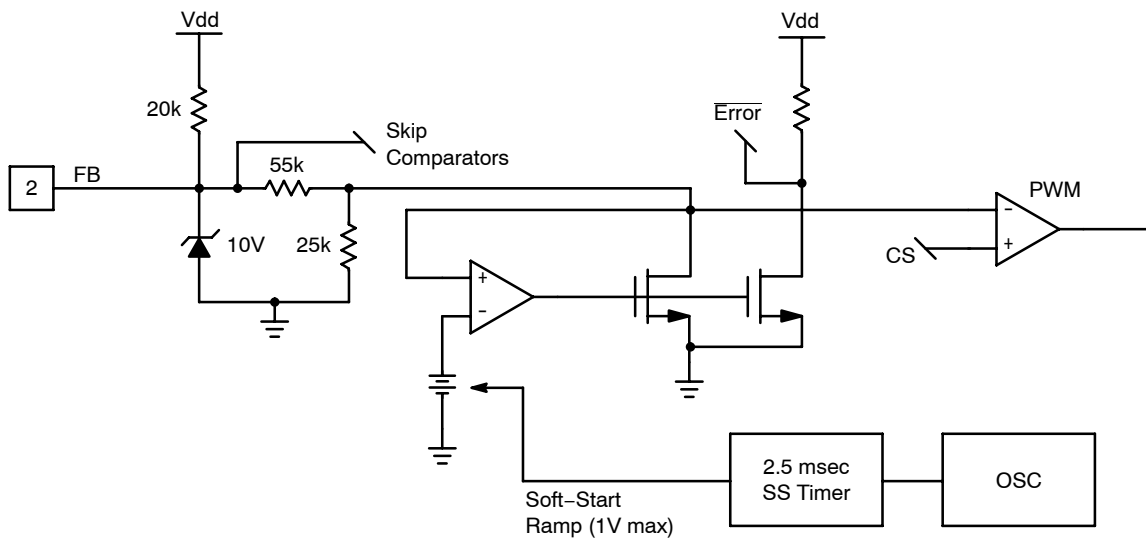 Vdd
Vdd
20k
Error
Skip
Comparators
2
FB
55k
PWM
10V
25k
CS
+
−
−
+
2.5 msec
SS Timer
OSC
Soft−Start
Ramp (1V max)